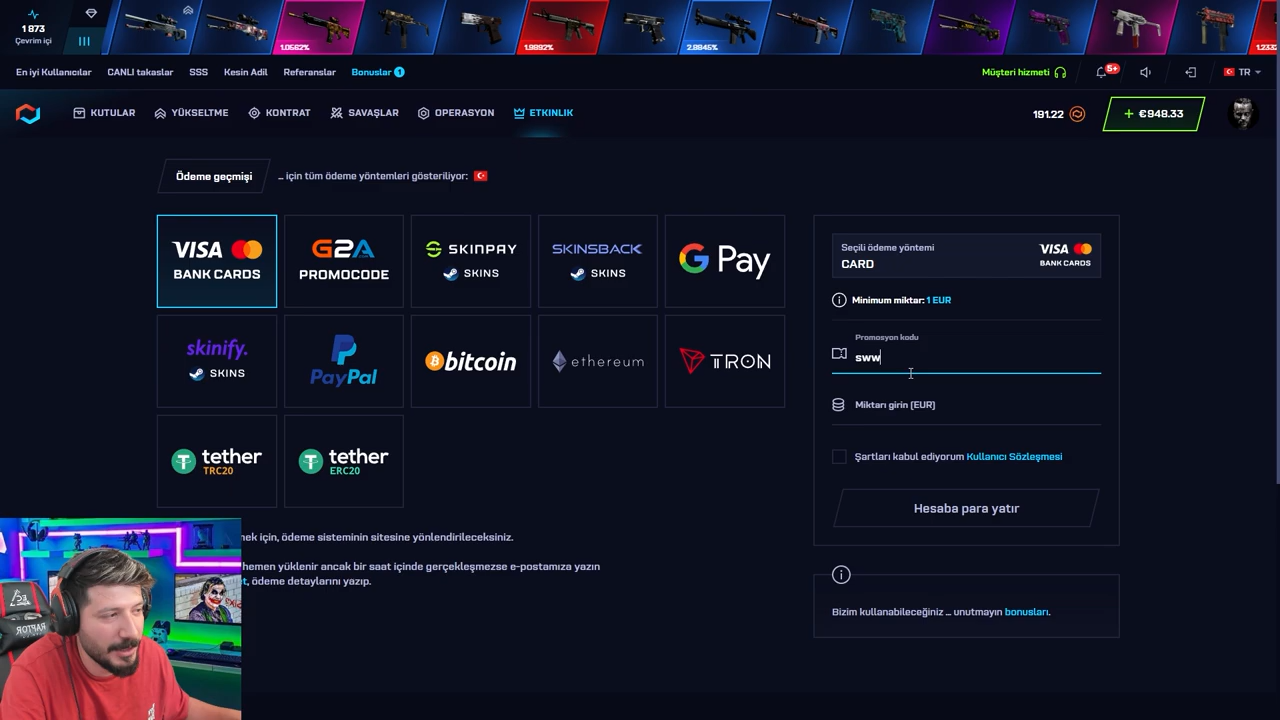 1 873
Çevrim içi
1.0562%
1.9892%
2.8845%
En iyi Kullanıcılar CANLI takaslar SSS Kesin Adil Referanslar Bonuslar 1
Müşteri hizmeti 5+ TR
KUTULAR YÜKSELTME KONTRAT SAVAŞLAR OPERASYON ETKINLIK
191.22 + €948.33
Ödeme geçmişi ... için tüm ödeme yöntemleri gösteriliyor:
VISA
BANK CARDS
G2A
PROMOCODE
SKINPAY
SKINS
SKINSBACK
SKINS
G Pay
skinify.
SKINS
PayPal
bitcoin
ethereum
TRON
tether
TRC20
tether
ERC20
Seçili ödeme yöntemi
CARD
VISA
BANK CARDS
Minimum miktar: 1 EUR
Promosyon kodu
sww
Miktarı girin (EUR)
Şartları kabul ediyorum Kullanıcı Sözleşmesi
Hesaba para yatır
Bizim kullanabileceğiniz ... unutmayın bonusları.
için, ödeme sisteminin sitesine yönlendirileceksiniz.
hemen yüklenir ancak bir saat içinde gerçekleşmezse e-postamıza yazın
, ödeme detaylarını yazıp.
RAPTOR